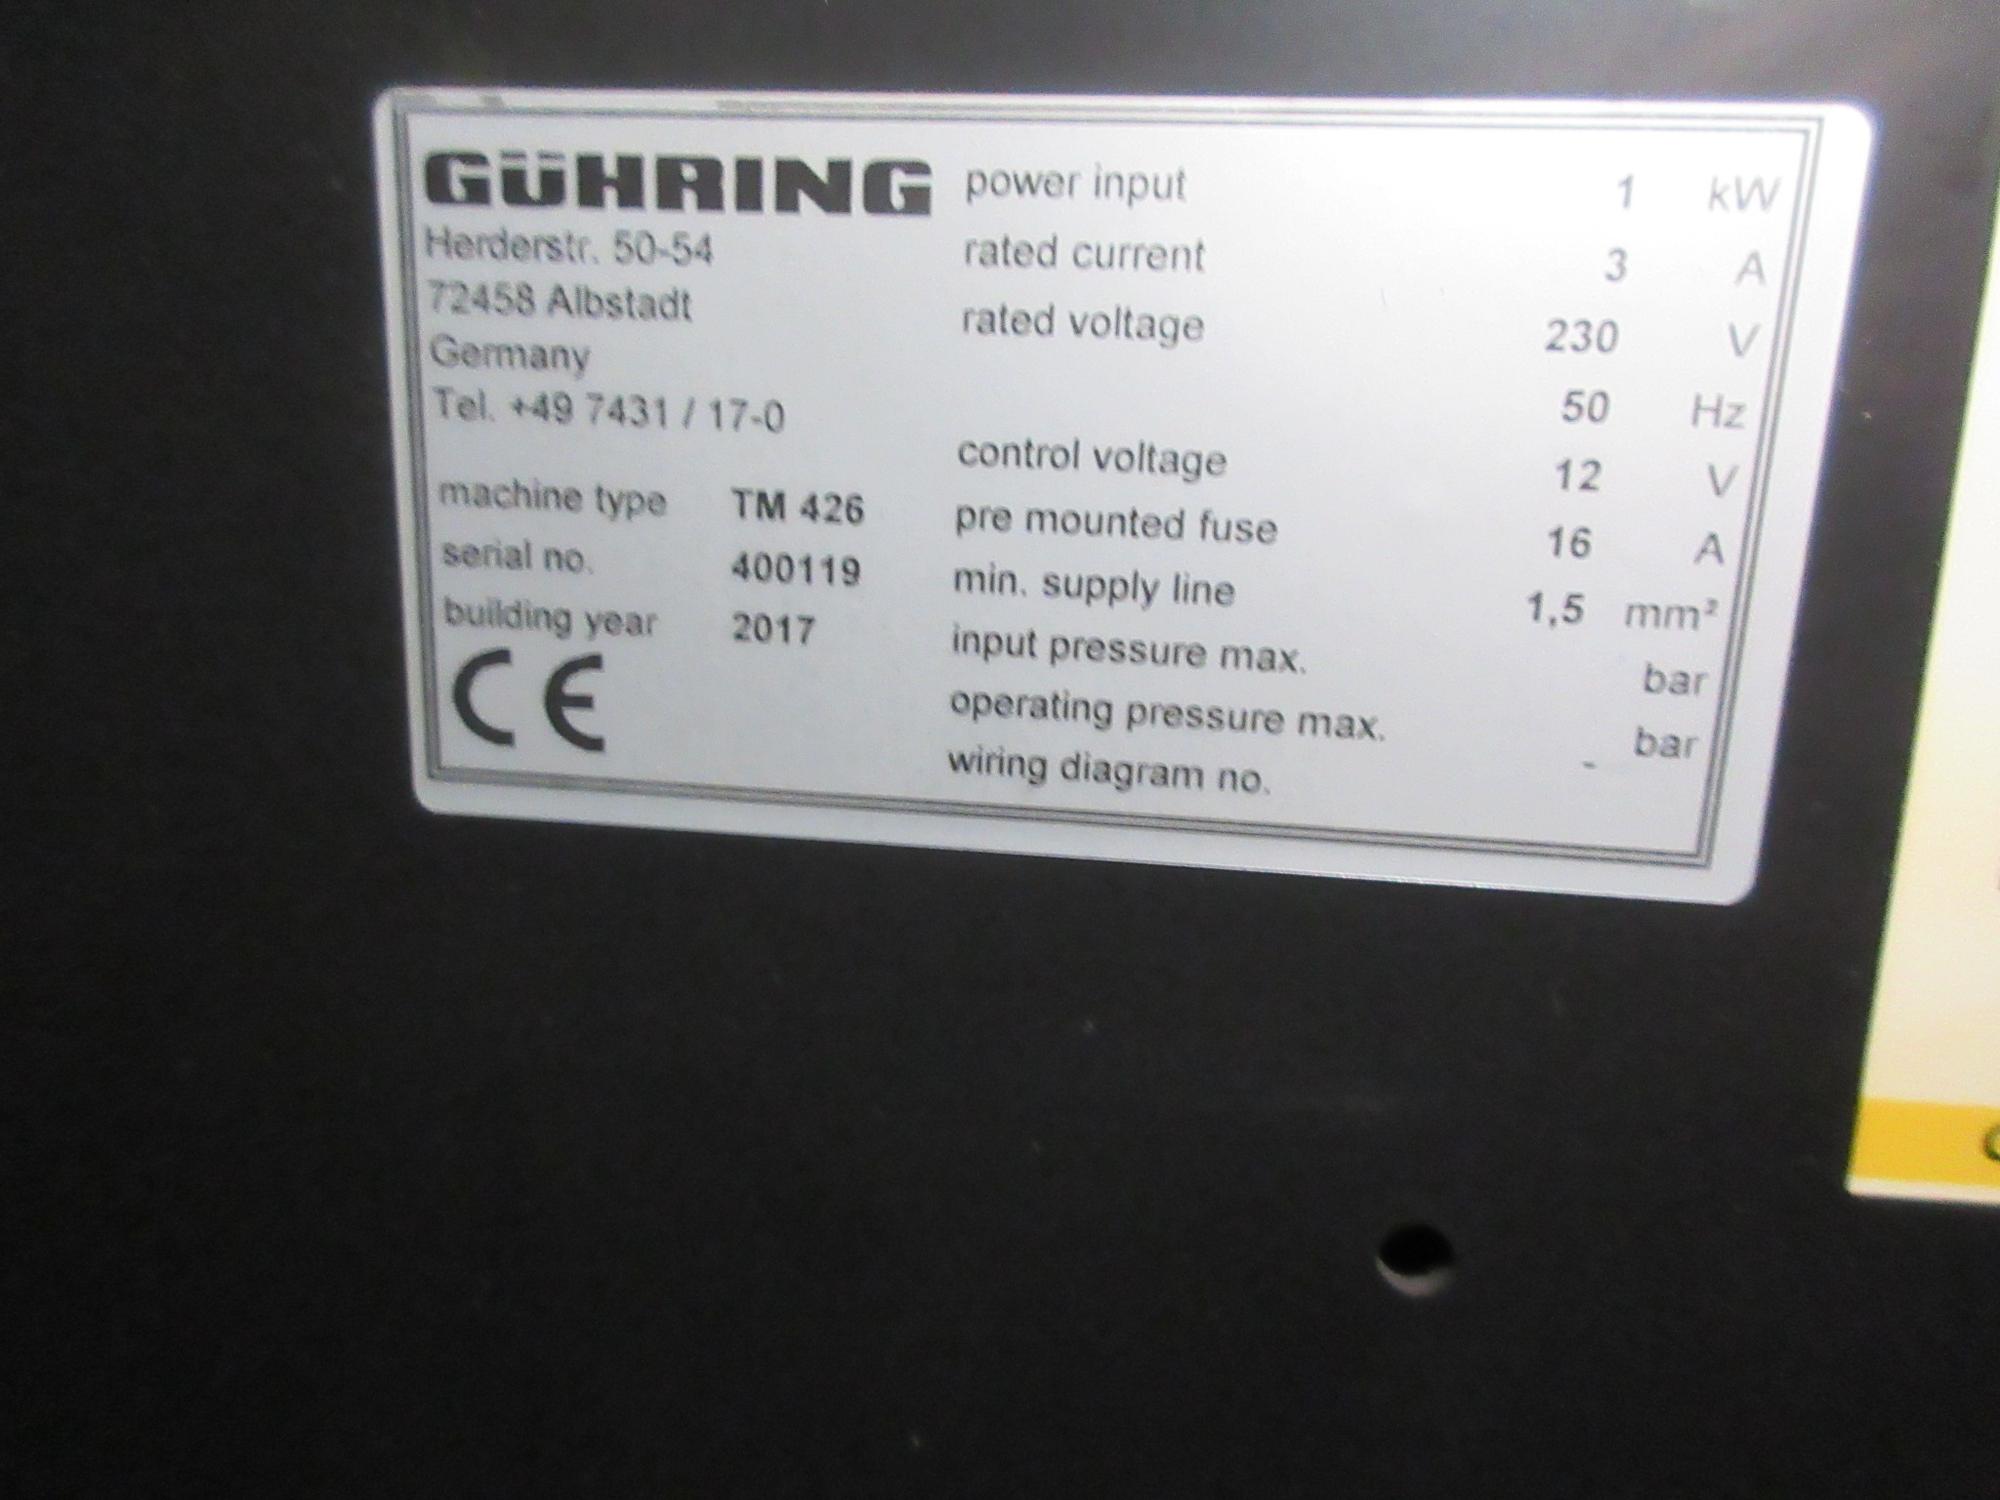 GÜHRING
Herderstr. 50-54
72458 Albstadt
Germany
Tel. +49 7431 / 17-0
machine type TM 426
serial no. 400119
building year 2017
CE
power input 1 kW
rated current 3 A
rated voltage 230 V
50 Hz
control voltage 12 V
pre mounted fuse 16 A
min. supply line 1,5 mm²
input pressure max. bar
operating pressure max. bar
wiring diagram no. -